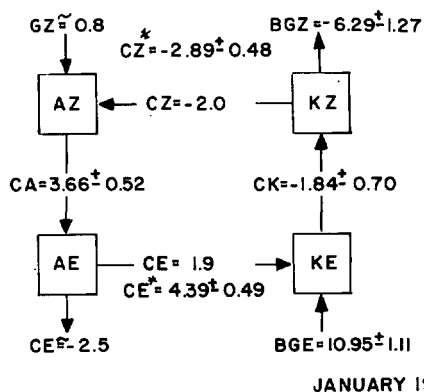 GZ≅0.8
BGZ=-6.29±1.27
CZ*=-2.89±0.48
AZ
CZ=-2.0
KZ
CA=3.66±0.52
CK=-1.84±0.70
AE
CE=1.9
KE
CE*=4.39±0.49
CE≅-2.5
BGE=10.95±1.11
JANUARY